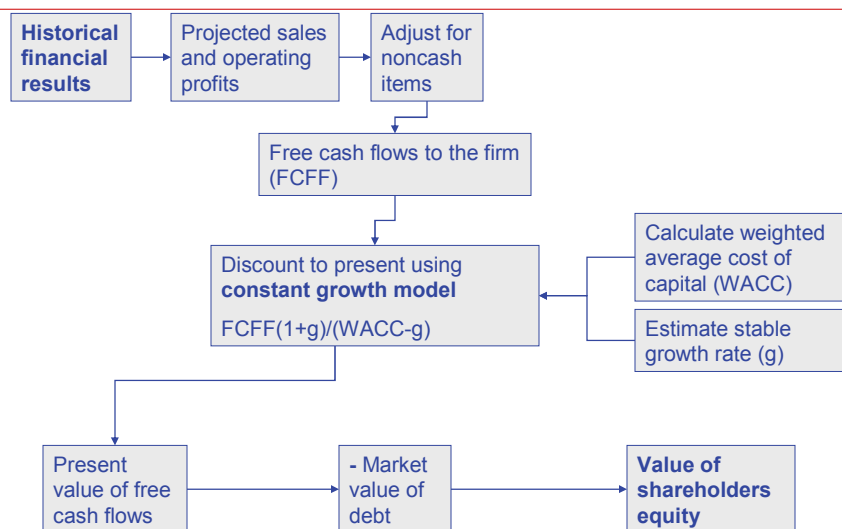 Historical
financial
results
Projected sales
and operating
profits
Adjust for
noncash
items
Free cash flows to the firm
(FCFF)
Discount to present using
constant growth model
FCFF(1+g)/(WACC-g)
Calculate weighted
average cost of
capital (WACC)
Estimate stable
growth rate (g)
Present
value of free
cash flows
- Market
value of
debt
Value of
shareholders
equity